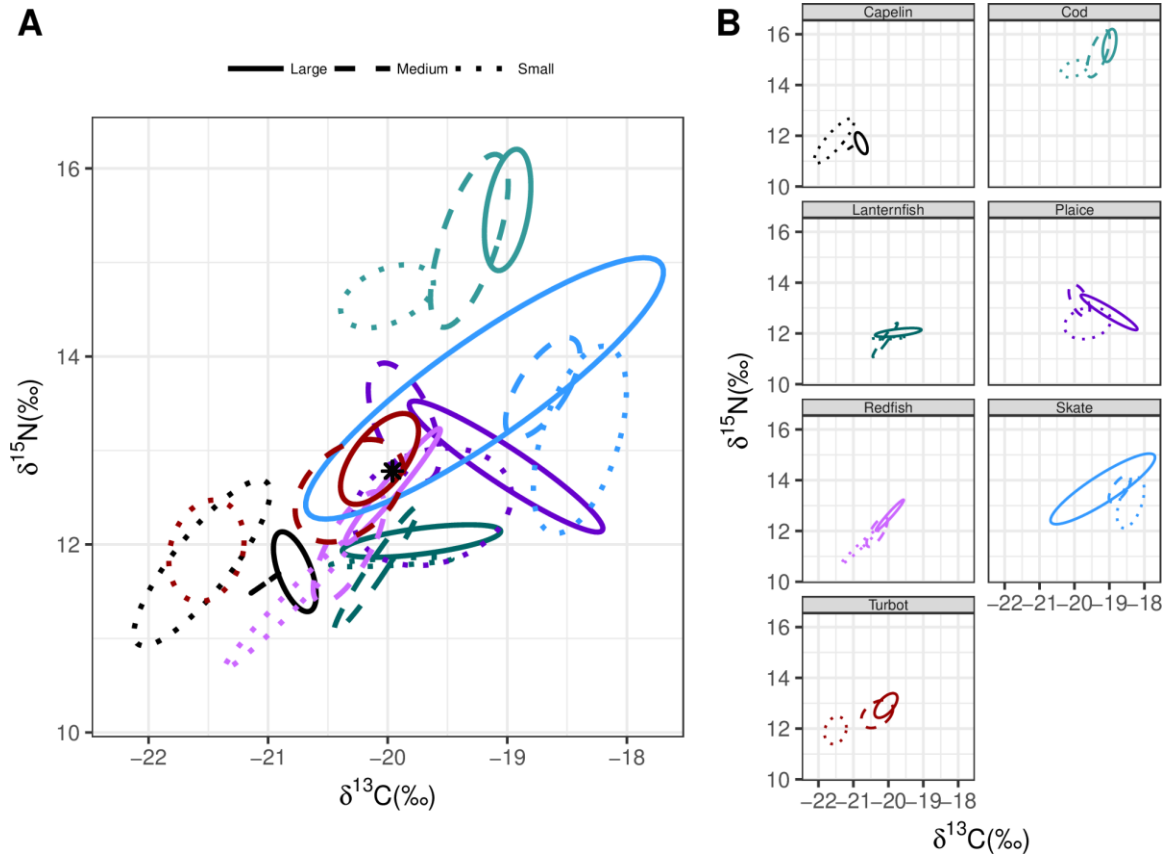 A
Large Medium Small
16
14
12
10
δ15N(‰)
−22 −21 −20 −19 −18
δ13C(‰)
B
Capelin Cod
16
14
12
10
Lanternfish Plaice
16
14
12
10
δ15N(‰)
Redfish Skate
16
14
12
10
−22 −21 −20 −19 −18
Turbot
16
14
12
10
−22 −21 −20 −19 −18
δ13C(‰)